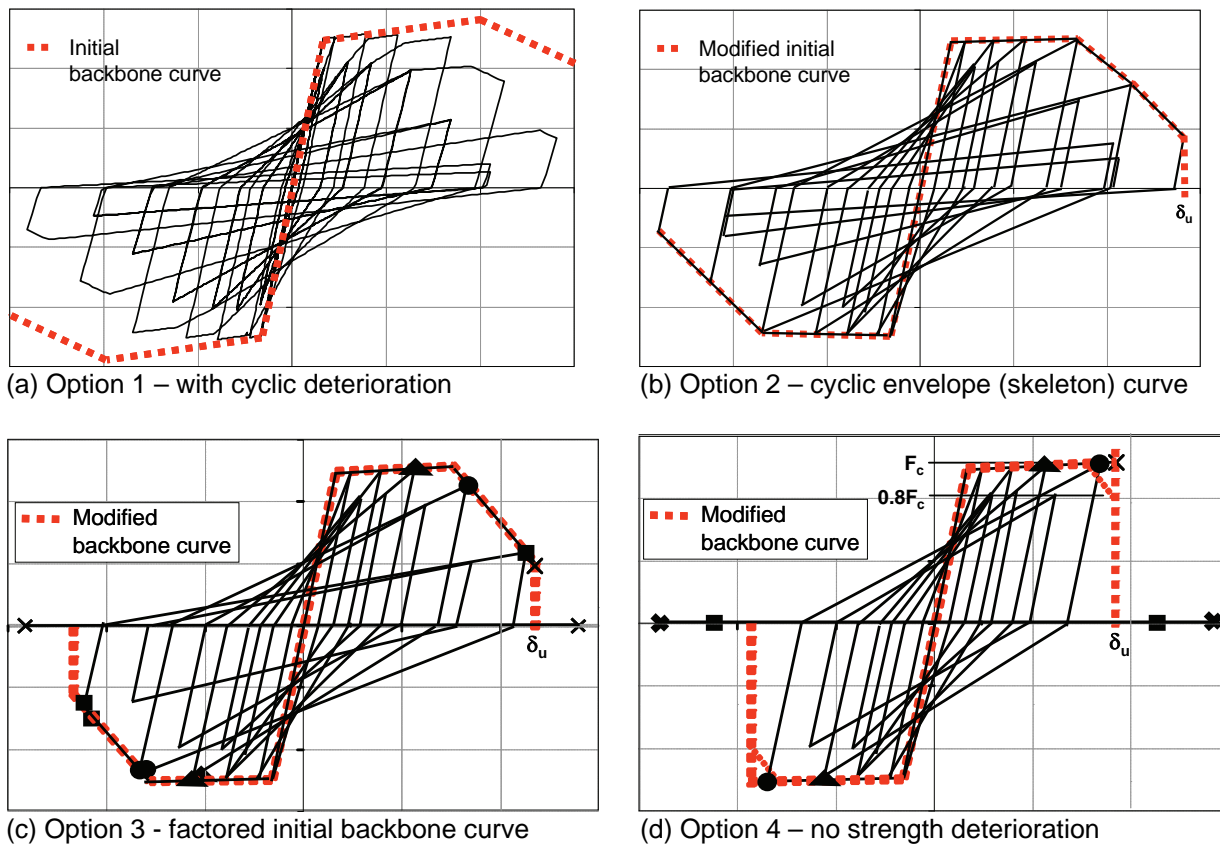 Initial
backbone curve
(a) Option 1 – with cyclic deterioration
Modified initial
backbone curve
δu
(b) Option 2 – cyclic envelope (skeleton) curve
Modified
backbone curve
δu
(c) Option 3 - factored initial backbone curve
Fc
0.8Fc
Modified
backbone curve
δu
(d) Option 4 – no strength deterioration